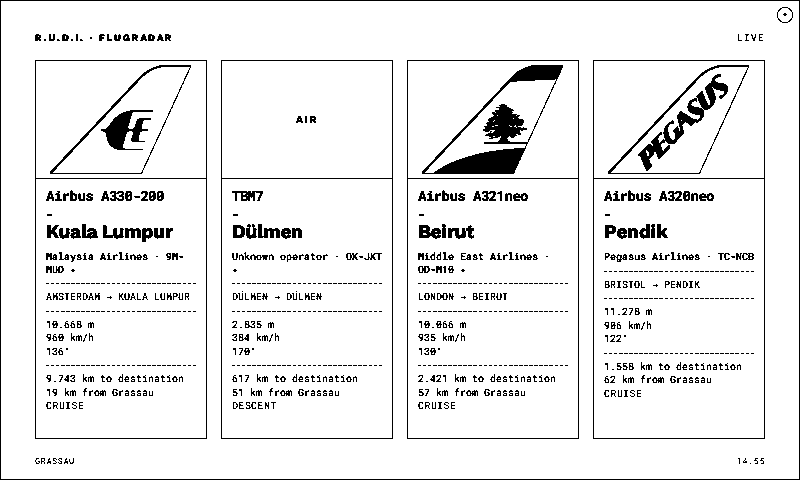 R.U.D.I. · FLUGRADAR
LIVE
AIR
PEGASUS
Airbus A330-200
-
Kuala Lumpur
Malaysia Airlines · 9M-
MUD ✦
AMSTERDAM → KUALA LUMPUR
10.668 m
960 km/h
136°
9.743 km to destination
19 km from Grassau
CRUISE
TBM7
-
Dülmen
Unknown operator · OX-JKT
✦
DÜLMEN → DÜLMEN
2.835 m
384 km/h
170°
617 km to destination
51 km from Grassau
DESCENT
Airbus A321neo
-
Beirut
Middle East Airlines ·
OD-M10 ✦
LONDON → BEIRUT
10.066 m
935 km/h
130°
2.421 km to destination
57 km from Grassau
CRUISE
Airbus A320neo
-
Pendik
Pegasus Airlines · TC-NCB
BRISTOL → PENDIK
11.278 m
906 km/h
122°
1.558 km to destination
62 km from Grassau
CRUISE
GRASSAU
14.55